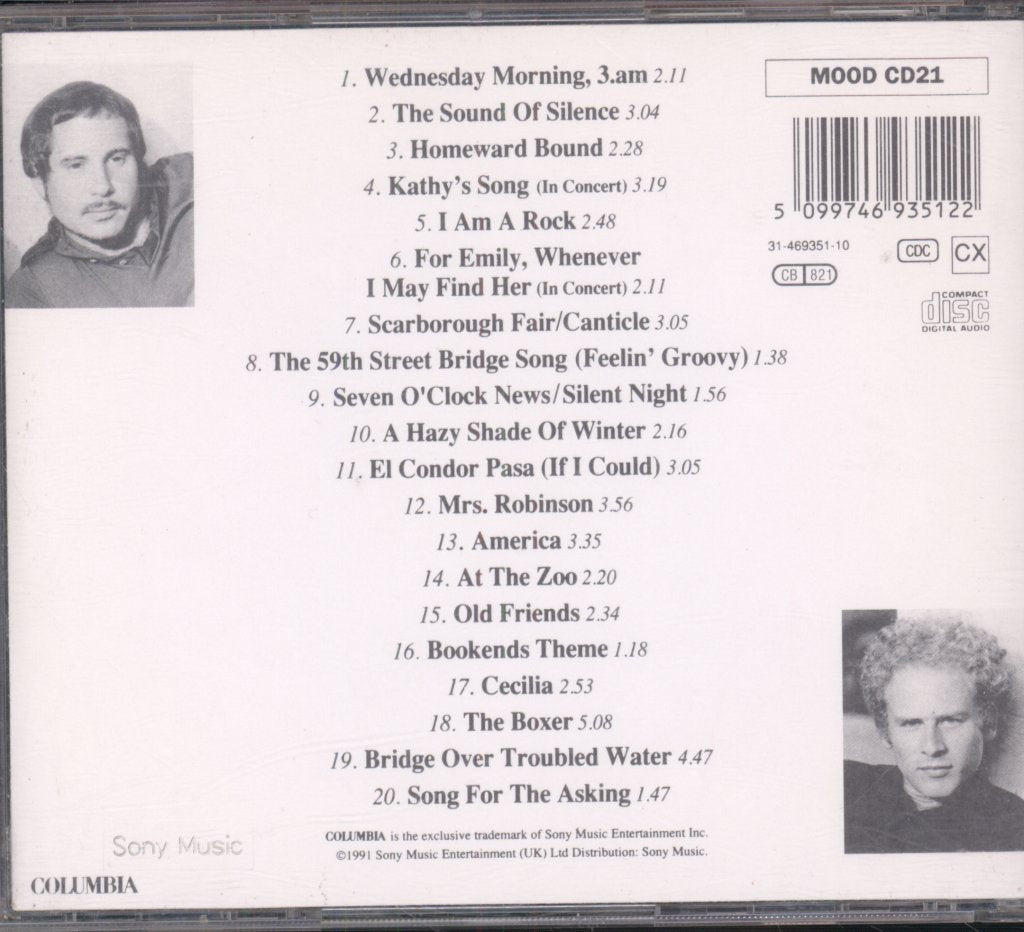 1. Wednesday Morning, 3.am 2.11
2. The Sound Of Silence 3.04
3. Homeward Bound 2.28
4. Kathy's Song (In Concert) 3.19
5. I Am A Rock 2.48
6. For Emily, Whenever
I May Find Her (In Concert) 2.11
7. Scarborough Fair/Canticle 3.05
8. The 59th Street Bridge Song (Feelin' Groovy) 1.38
9. Seven O'Clock News/Silent Night 1.56
10. A Hazy Shade Of Winter 2.16
11. El Condor Pasa (If I Could) 3.05
12. Mrs. Robinson 3.56
13. America 3.35
14. At The Zoo 2.20
15. Old Friends 2.34
16. Bookends Theme 1.18
17. Cecilia 2.53
18. The Boxer 5.08
19. Bridge Over Troubled Water 4.47
20. Song For The Asking 1.47
MOOD CD21
5 099746 935122
31-469351-10
CDC
CX
CB 821
COMPACT
disc
DIGITAL AUDIO
COLUMBIA is the exclusive trademark of Sony Music Entertainment Inc.
©1991 Sony Music Entertainment (UK) Ltd Distribution: Sony Music.
Sony Music
COLUMBIA